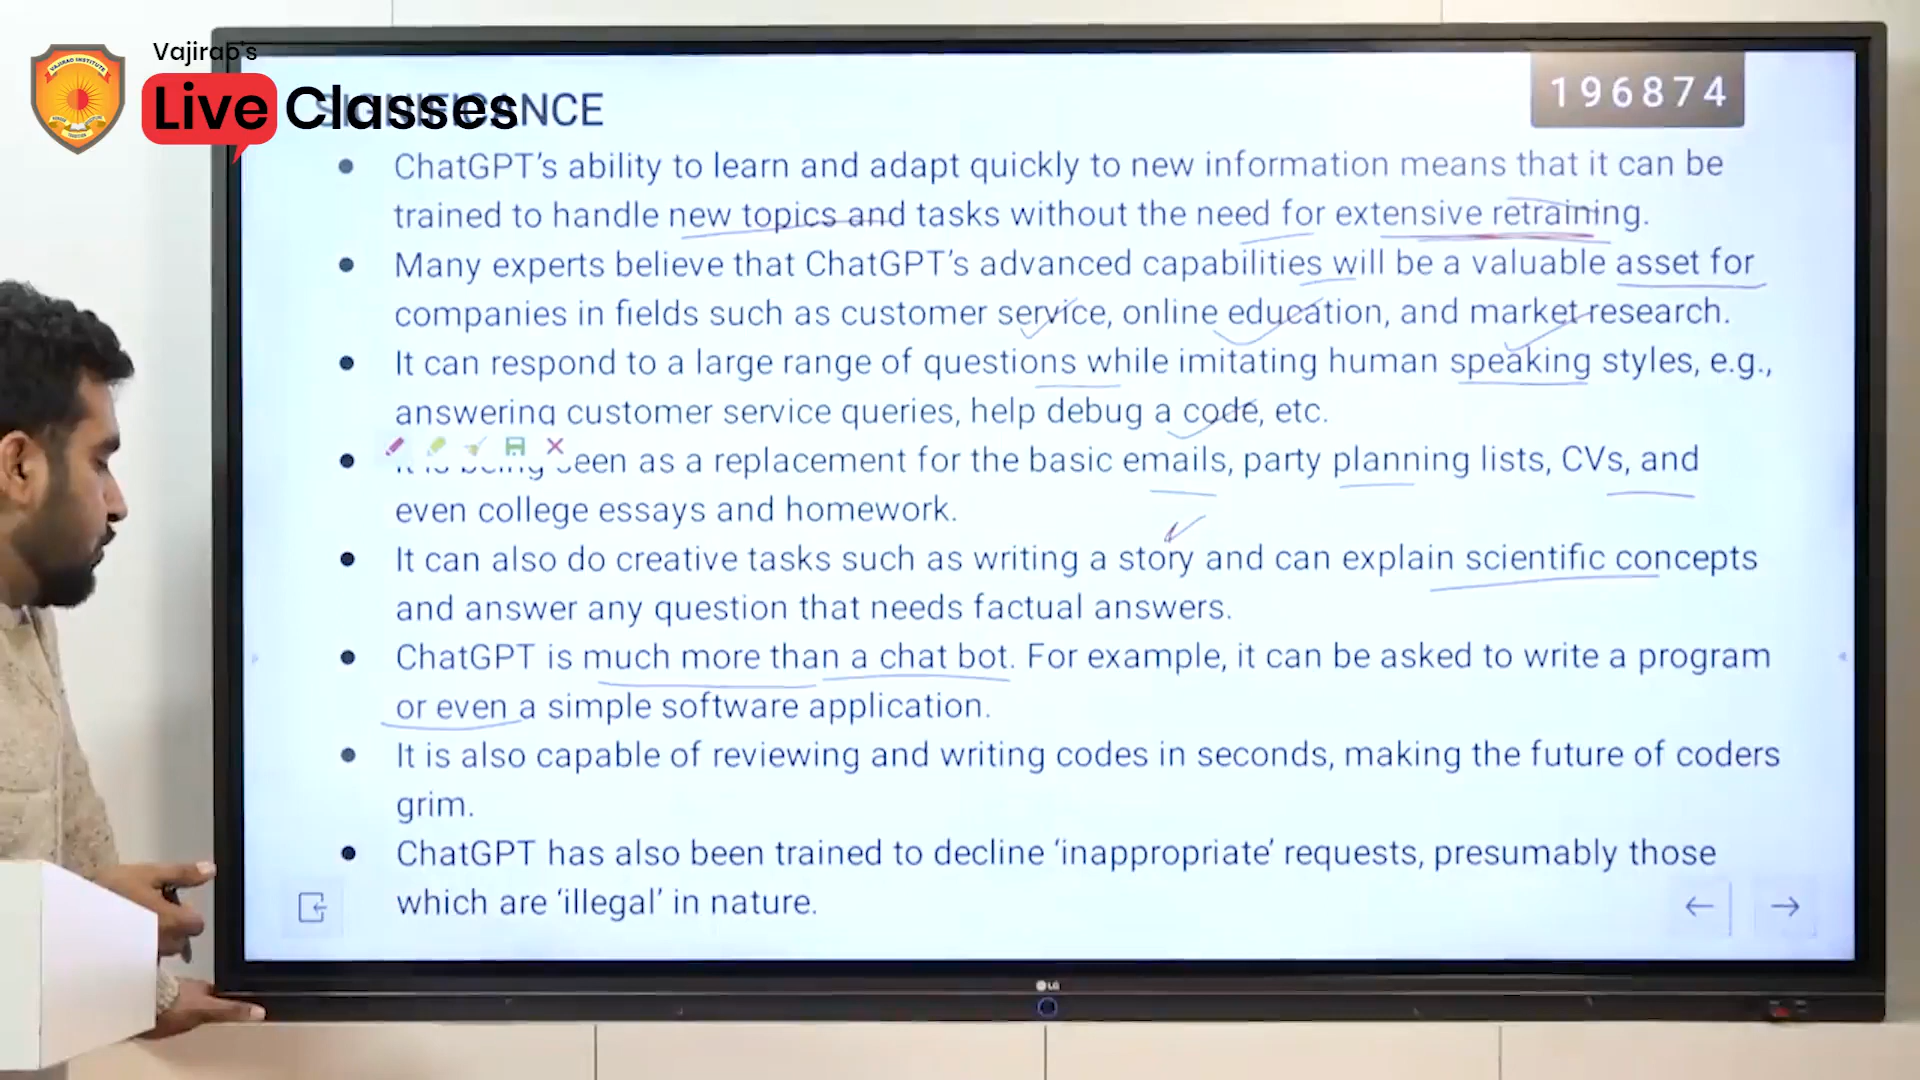 Vajirao's
Live Classes
VAJIRAO INSTITUTE
SIGNIFICANCE
196874
• ChatGPT's ability to learn and adapt quickly to new information means that it can be
trained to handle new topics and tasks without the need for extensive retraining.
• Many experts believe that ChatGPT's advanced capabilities will be a valuable asset for
companies in fields such as customer service, online education, and market research.
• It can respond to a large range of questions while imitating human speaking styles, e.g.,
answering customer service queries, help debug a code, etc.
• It is being seen as a replacement for the basic emails, party planning lists, CVs, and
even college essays and homework.
• It can also do creative tasks such as writing a story and can explain scientific concepts
and answer any question that needs factual answers.
• ChatGPT is much more than a chat bot. For example, it can be asked to write a program
or even a simple software application.
• It is also capable of reviewing and writing codes in seconds, making the future of coders
grim.
• ChatGPT has also been trained to decline 'inappropriate' requests, presumably those
which are 'illegal' in nature.
LG